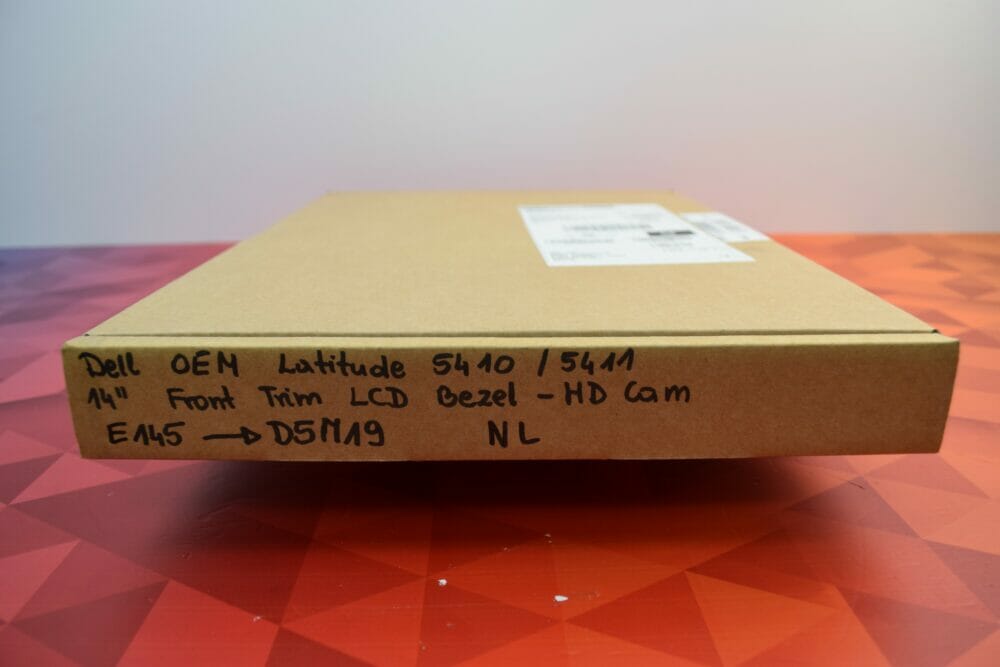 Dell OEM Latitude 5410 / 5411
14" Front Trim LCD Bezel - HD Cam
E145 → D5M19 NL